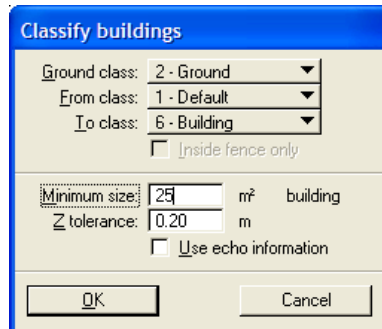 Classify buildings
Ground class: 2 - Ground
From class: 1 - Default
To class: 6 - Building
Inside fence only
Minimum size: 25 m² building
Z tolerance: 0.20 m
Use echo information
OK Cancel